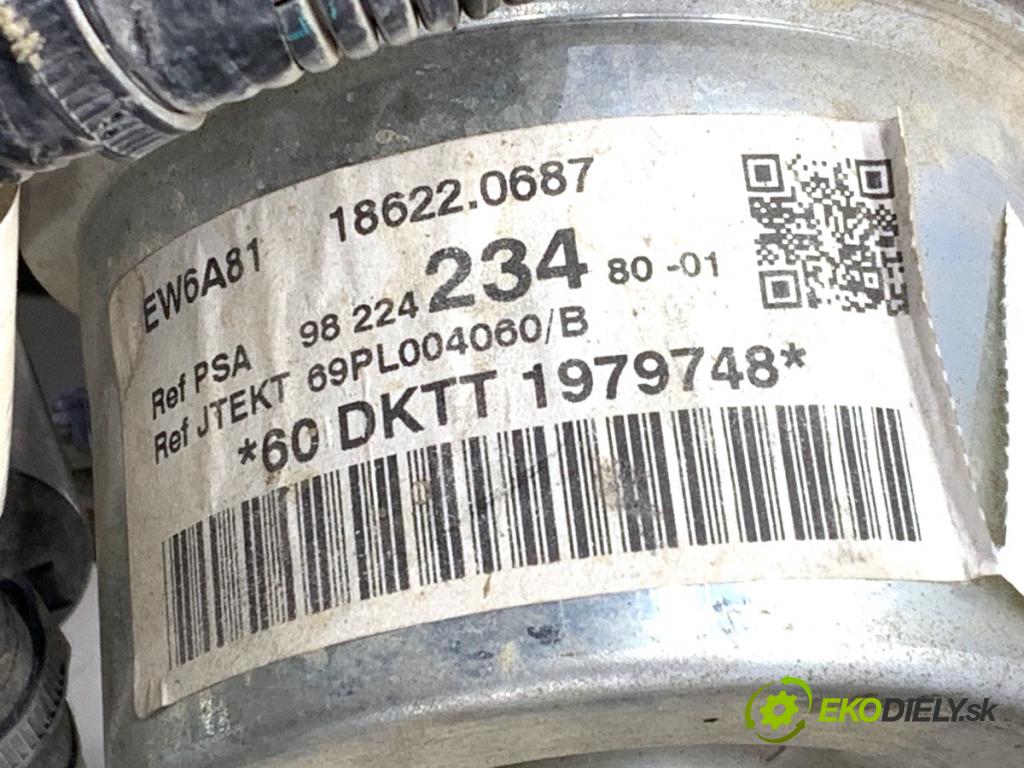 EW6A81 18622.0687
Ref PSA 98 224 234 80 -01
Ref JTEKT 69PL004060/B
*60 DKTT 1979748*
EKODIELY.sk